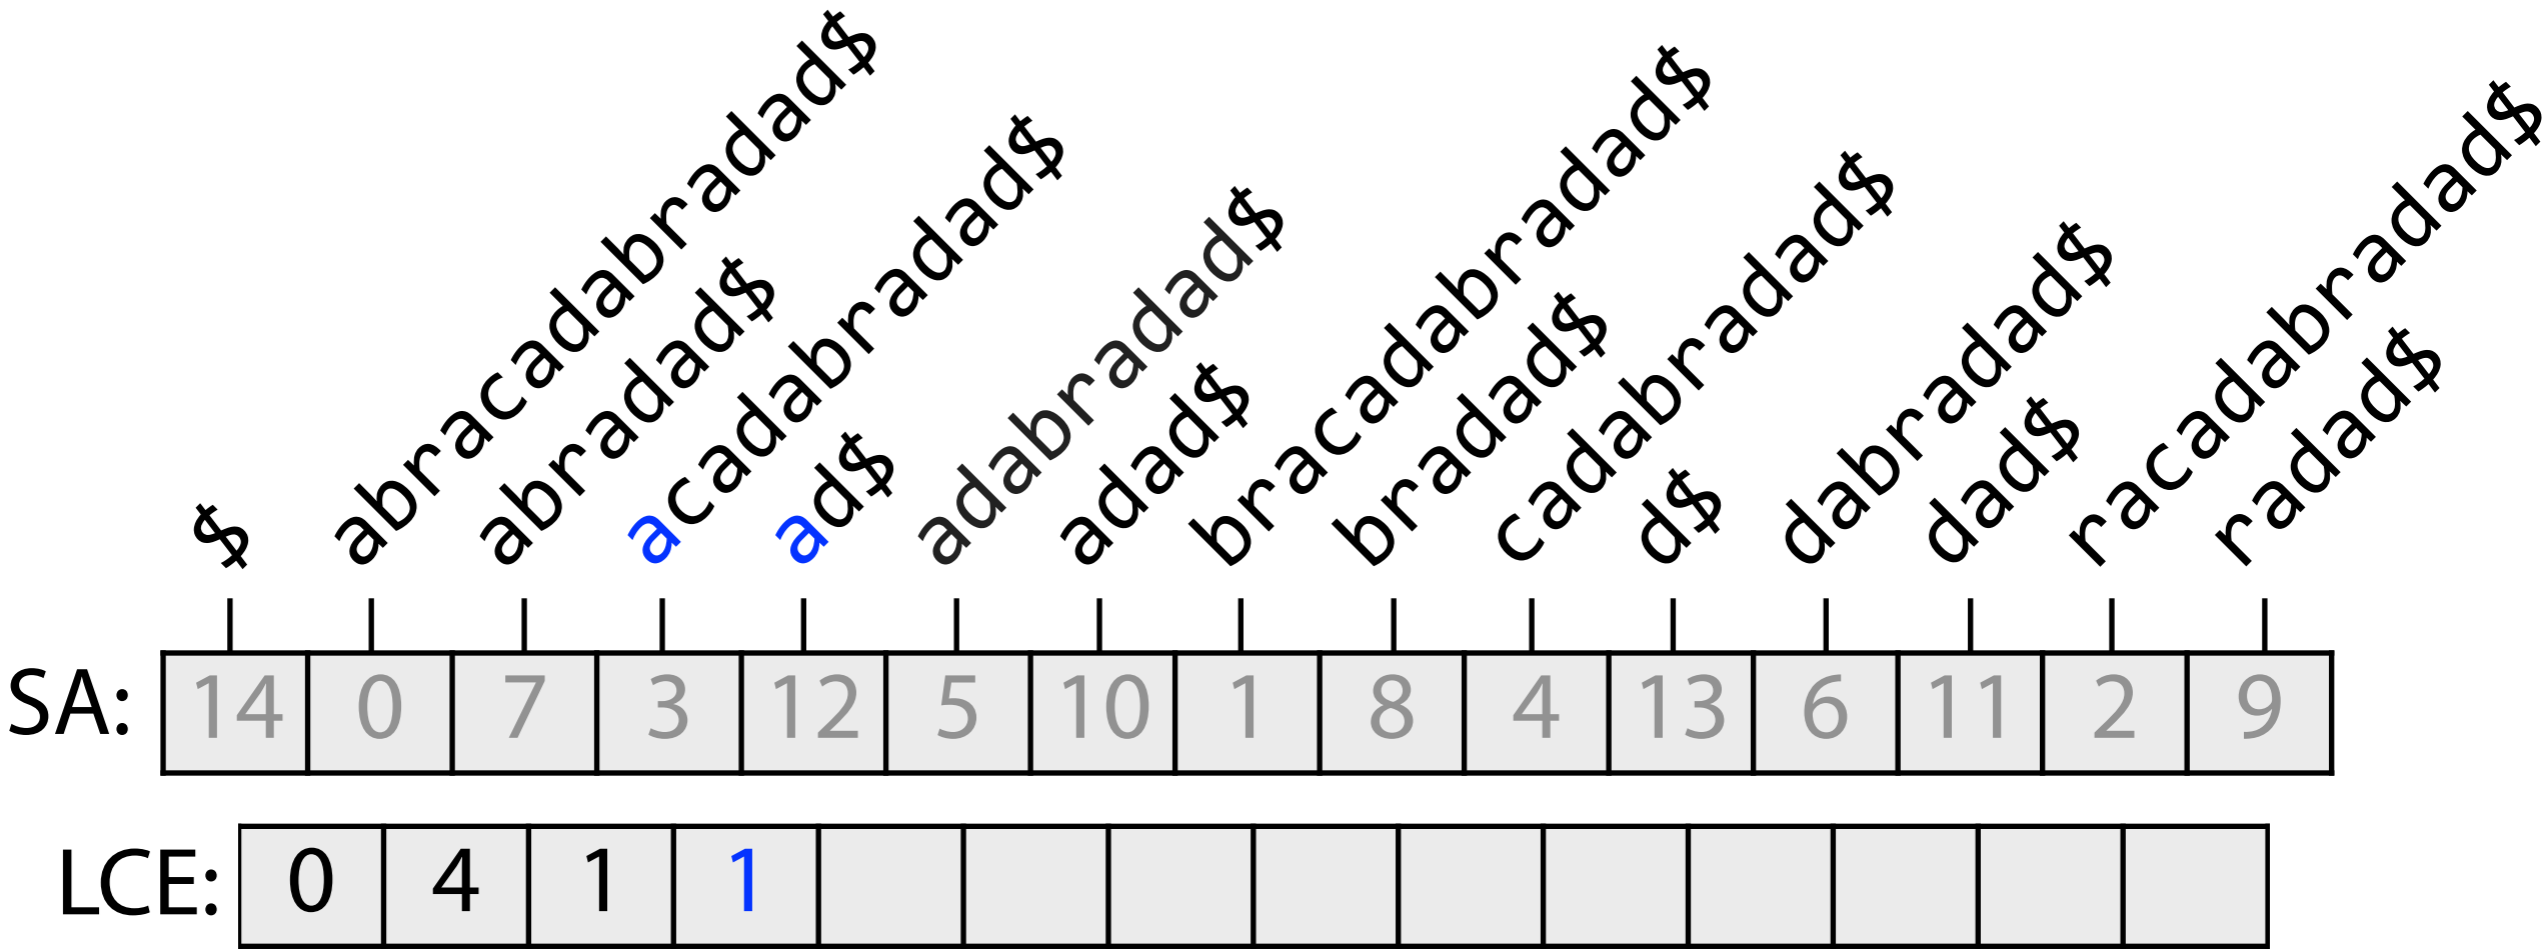 $ abracadabradad$ abradad$ acadabradad$ ad$ adabradad$ adad$ bracadabradad$ bradad$ cadabradad$ d$ dabradad$ dad$ racadabradad$ radad$
SA: 14 0 7 3 12 5 10 1 8 4 13 6 11 2 9
LCE: 0 4 1 1